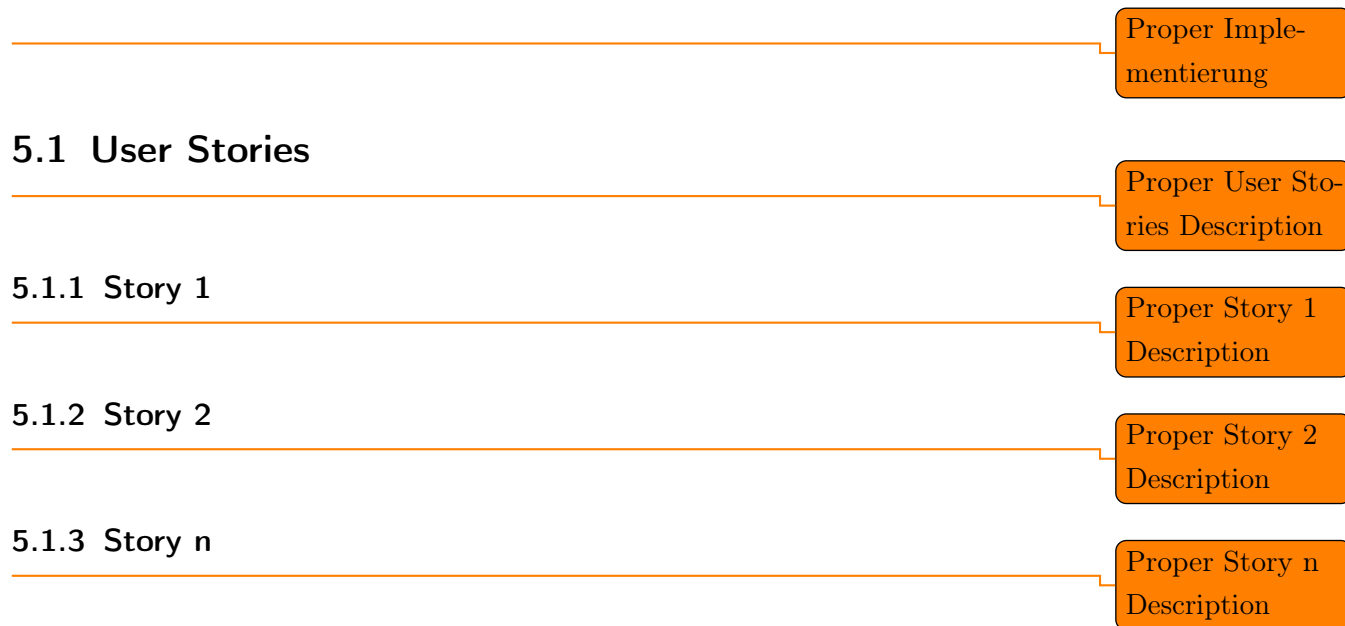 Proper Imple-
mentierung
5.1 User Stories
Proper User Sto-
ries Description
5.1.1 Story 1
Proper Story 1
Description
5.1.2 Story 2
Proper Story 2
Description
5.1.3 Story n
Proper Story n
Description